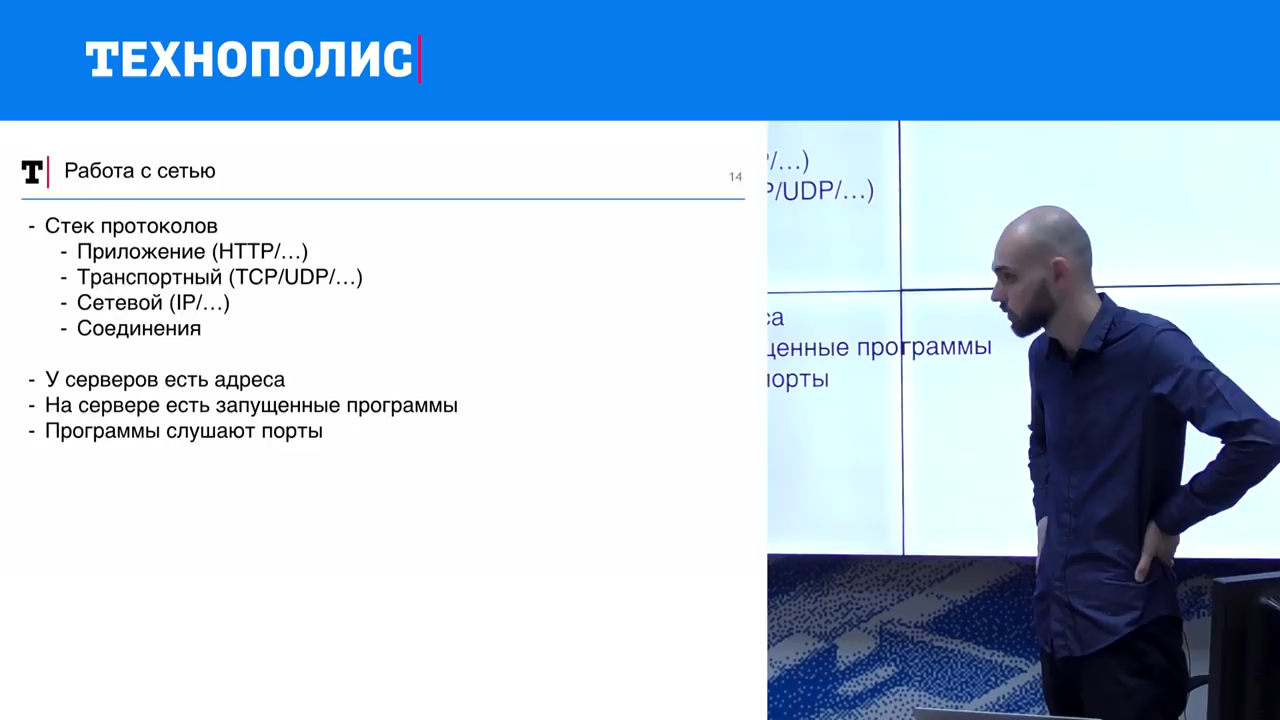 ТЕХНОПОЛИС
Т Работа с сетью
14
- Стек протоколов
- Приложение (HTTP/...)
- Транспортный (TCP/UDP/...)
- Сетевой (IP/...)
- Соединения
- У серверов есть адреса
- На сервере есть запущенные программы
- Программы слушают порты
/...)
P/UDP/...)
са
щенные программы
порты